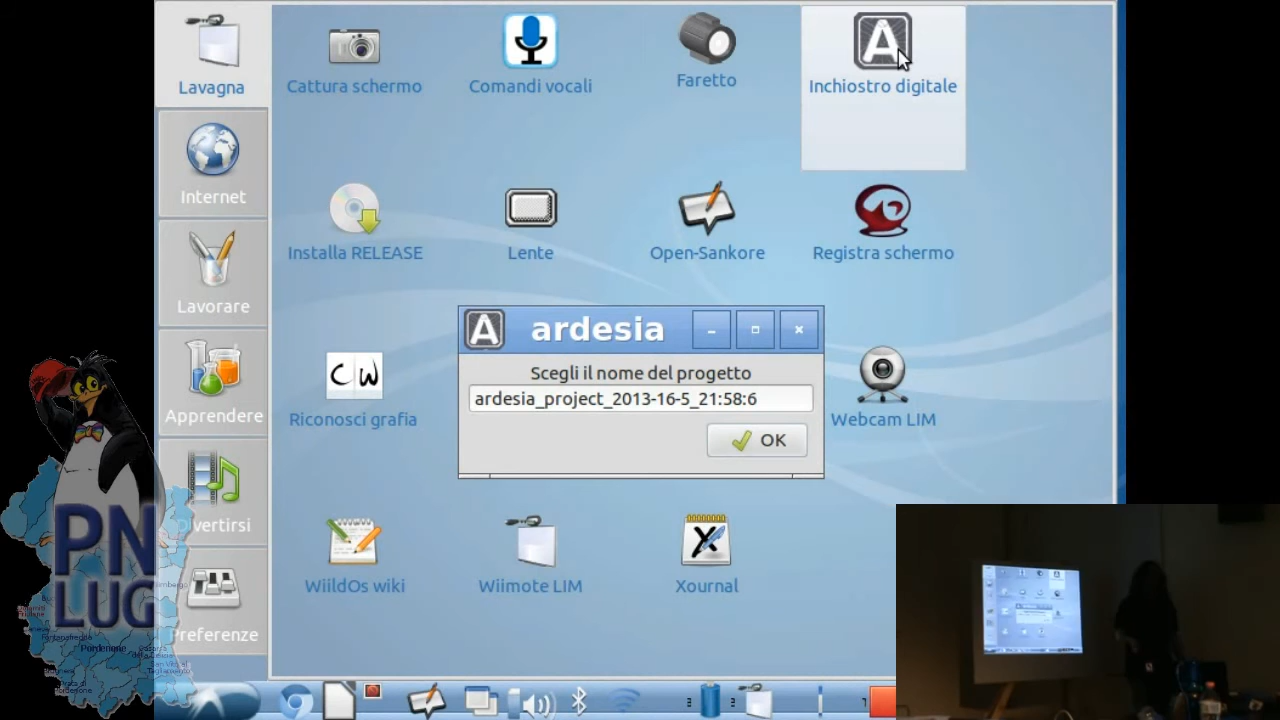 Lavagna
Cattura schermo
Comandi vocali
Faretto
Inchiostro digitale
Internet
Installa RELEASE
Lente
Open-Sankore
Registra schermo
Lavorare
ardesia
Scegli il nome del progetto
ardesia_project_2013-16-5_21:58:6
OK
Apprendere
Riconosci grafia
CW
Webcam LIM
Divertirsi
WiildOs wiki
Wiimote LIM
Xournal
Preferenze
PN
LUG
Pordenone